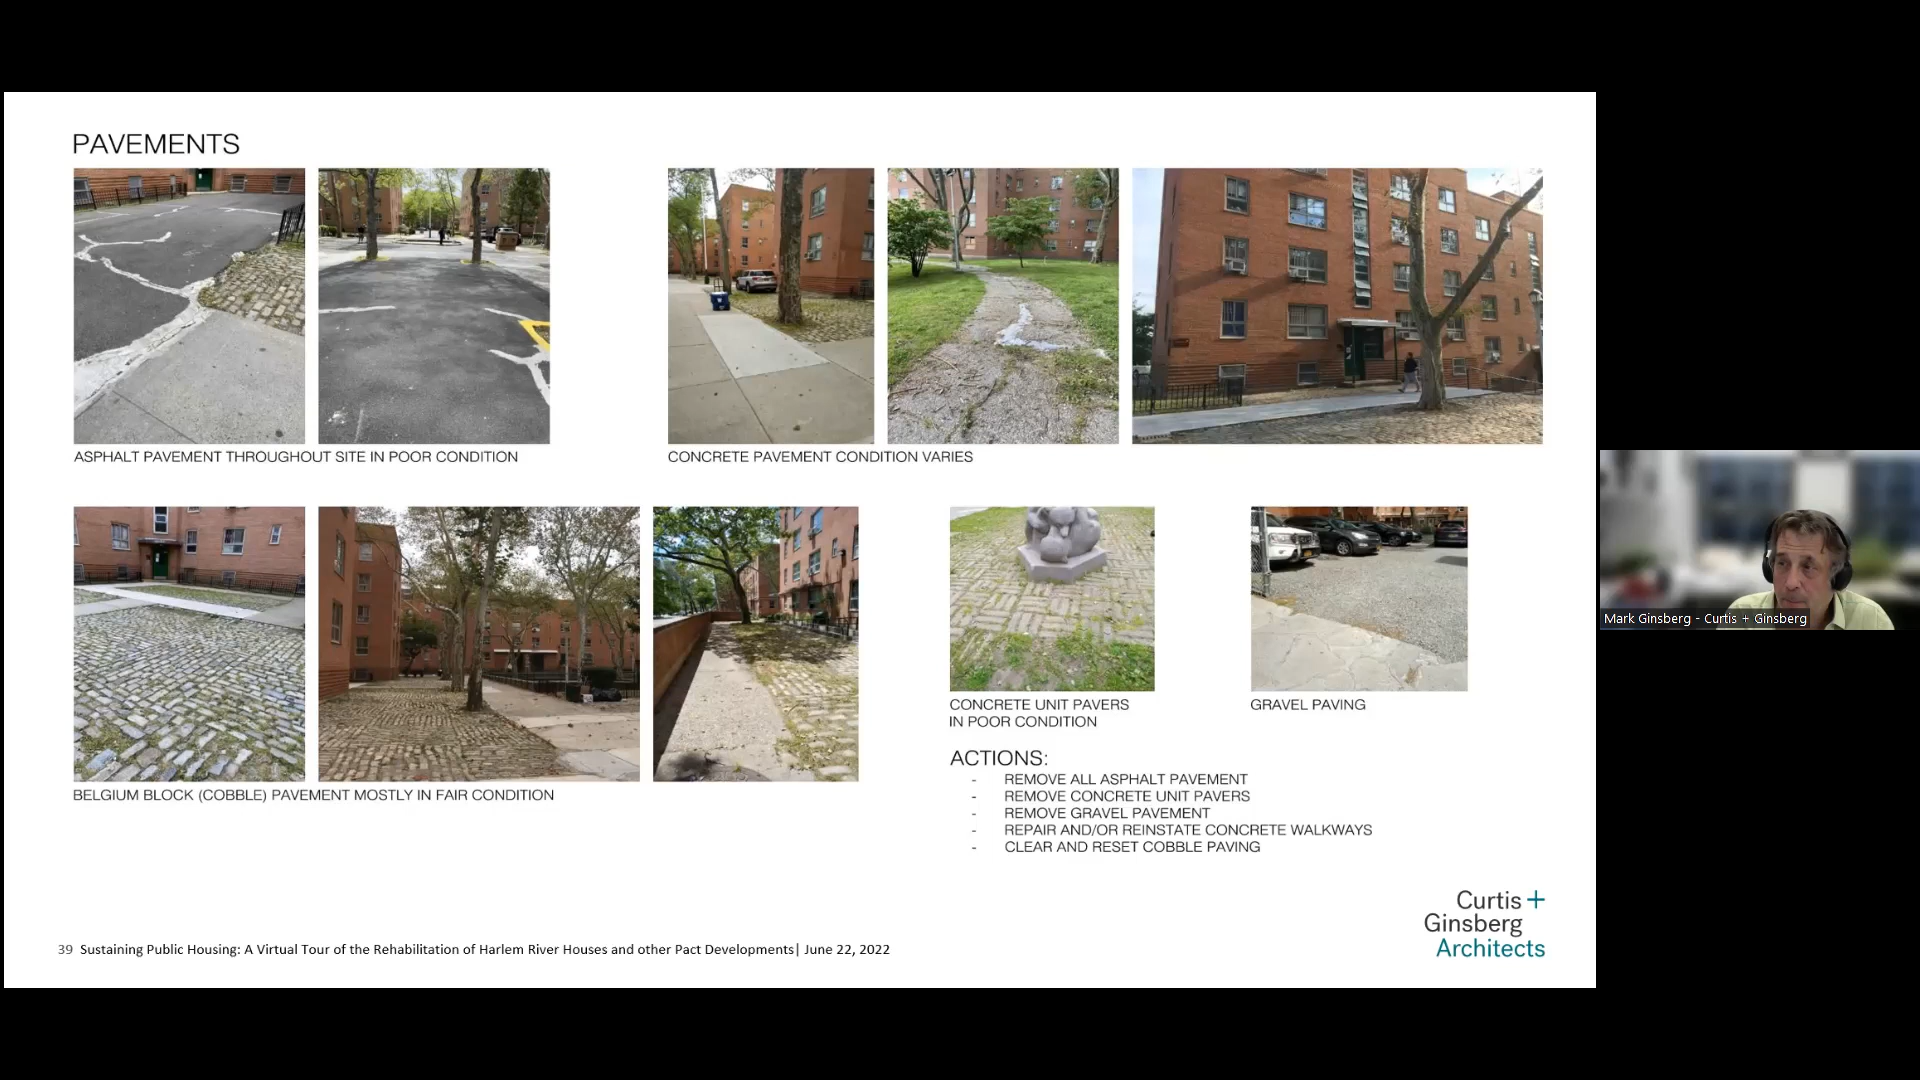 PAVEMENTS
ASPHALT PAVEMENT THROUGHOUT SITE IN POOR CONDITION
CONCRETE PAVEMENT CONDITION VARIES
BELGIUM BLOCK (COBBLE) PAVEMENT MOSTLY IN FAIR CONDITION
CONCRETE UNIT PAVERS
IN POOR CONDITION
GRAVEL PAVING
ACTIONS:
- REMOVE ALL ASPHALT PAVEMENT
- REMOVE CONCRETE UNIT PAVERS
- REMOVE GRAVEL PAVEMENT
- REPAIR AND/OR REINSTATE CONCRETE WALKWAYS
- CLEAR AND RESET COBBLE PAVING
Curtis +
Ginsberg
Architects
39 Sustaining Public Housing: A Virtual Tour of the Rehabilitation of Harlem River Houses and other Pact Developments| June 22, 2022
Mark Ginsberg - Curtis + Ginsberg